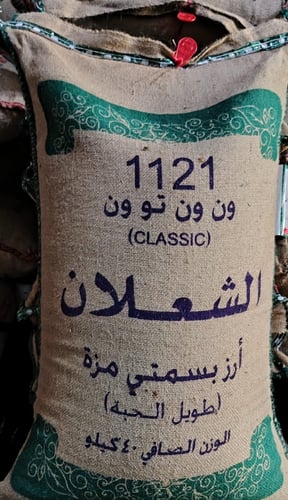 1121
ون ون تو ون
(CLASSIC)
الشعلان
أرز بسمتي مزة
(طويل الحبة)
الوزن الصافي ٤٠ كيلو